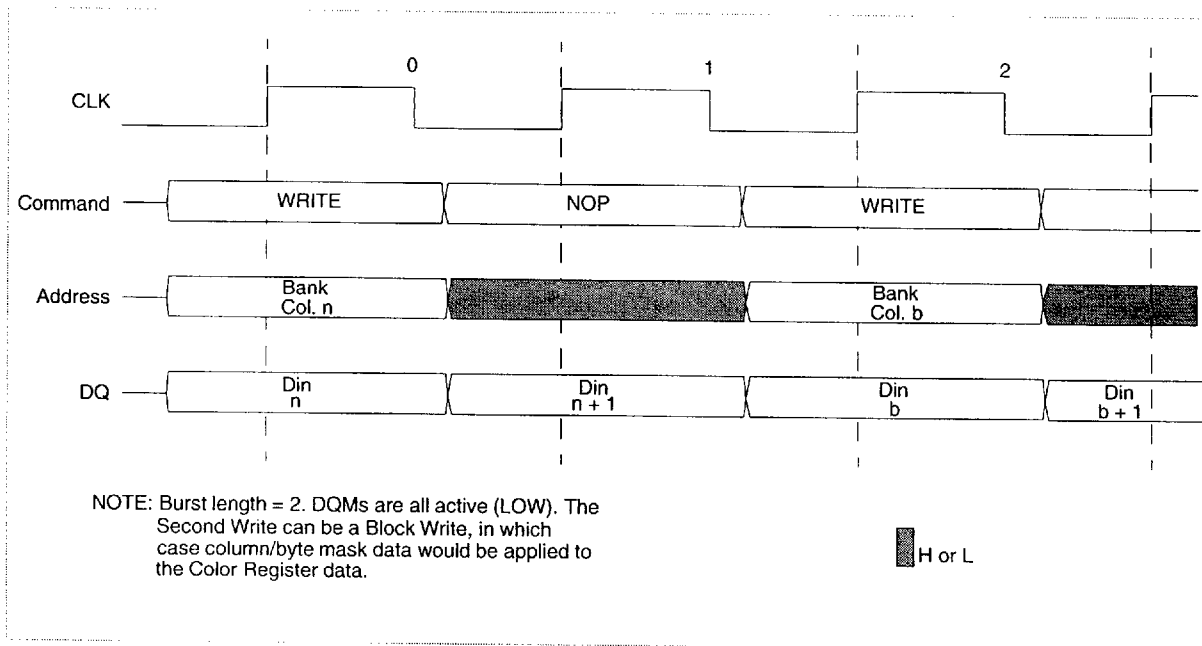 0 1 2
CLK
Command WRITE NOP WRITE
Address Bank Col. n Bank Col. b
DQ Din n Din n + 1 Din b Din b + 1
NOTE: Burst length = 2. DQMs are all active (LOW). The
Second Write can be a Block Write, in which
case column/byte mask data would be applied to
the Color Register data.
H or L